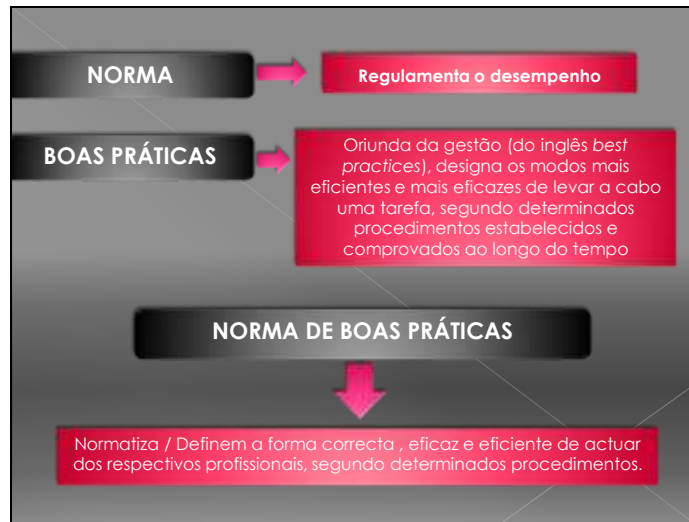 NORMA
Regulamenta o desempenho
BOAS PRÁTICAS
Oriunda da gestão (do inglês best
practices), designa os modos mais
eficientes e mais eficazes de levar a cabo
uma tarefa, segundo determinados
procedimentos estabelecidos e
comprovados ao longo do tempo
NORMA DE BOAS PRÁTICAS
Normatiza / Definem a forma correcta , eficaz e eficiente de actuar
dos respectivos profissionais, segundo determinados procedimentos.